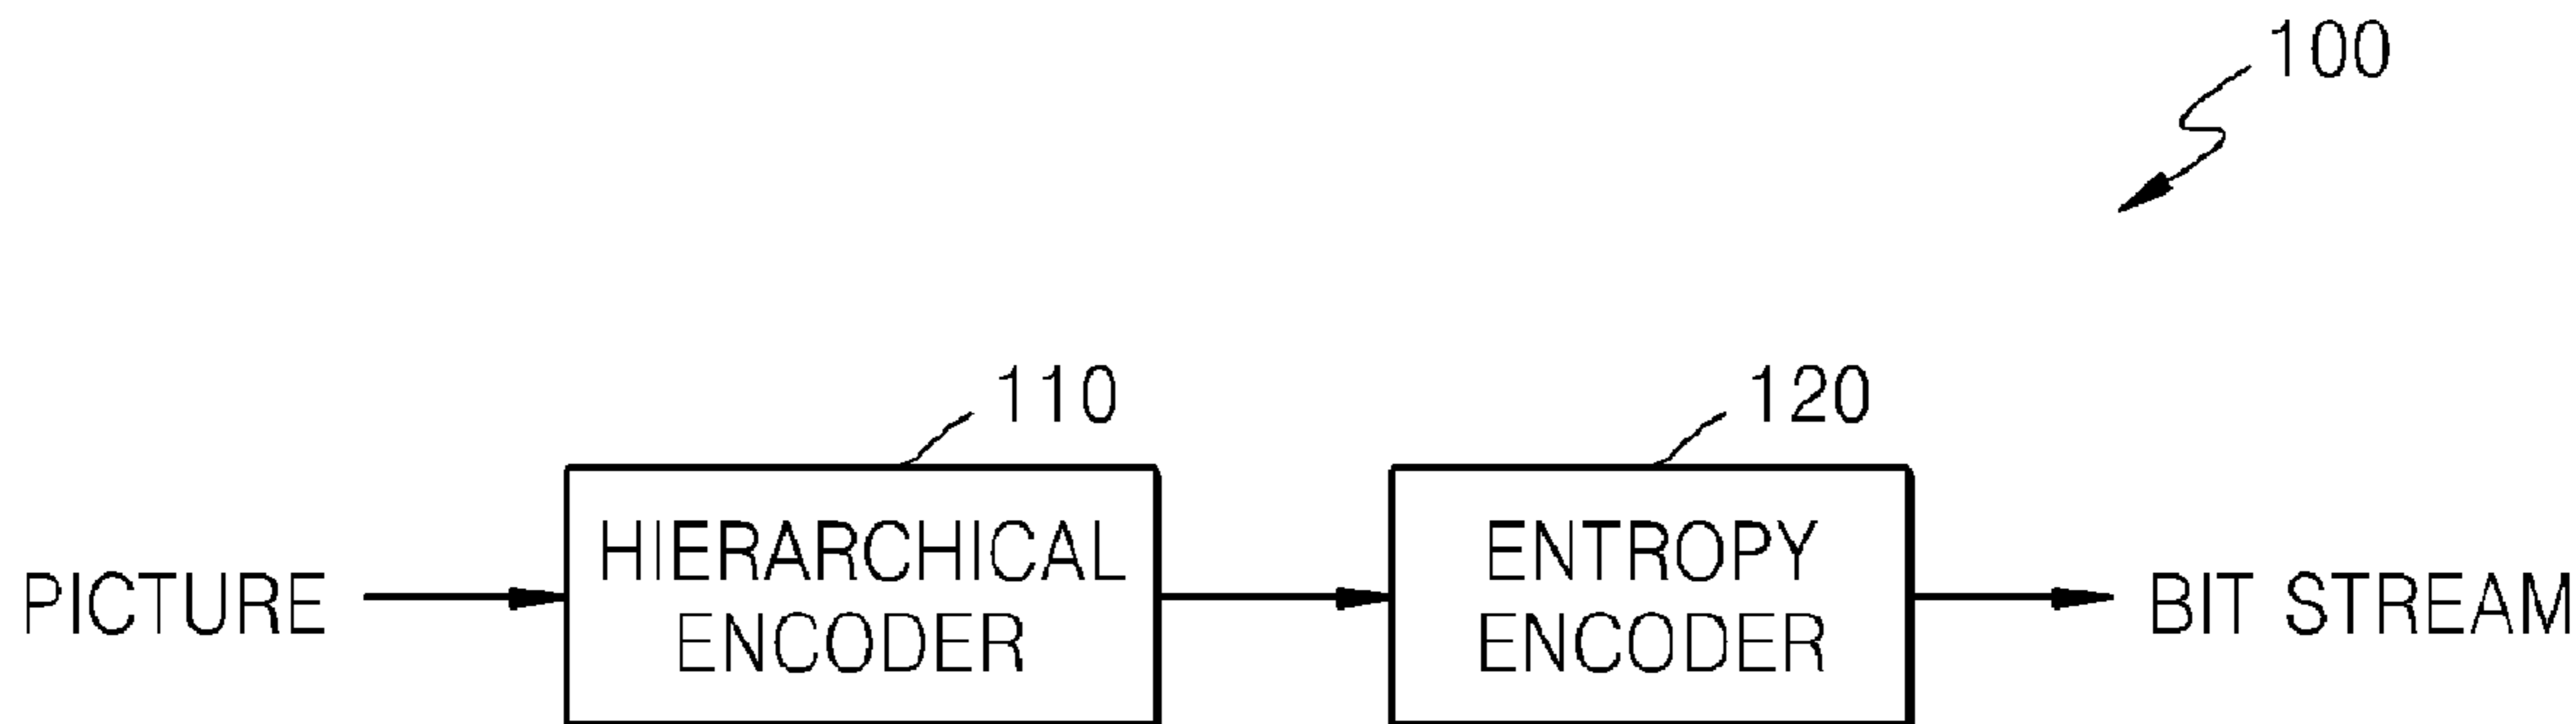 100
110
120
PICTURE
HIERARCHICAL
ENCODER
ENTROPY
ENCODER
BIT STREAM